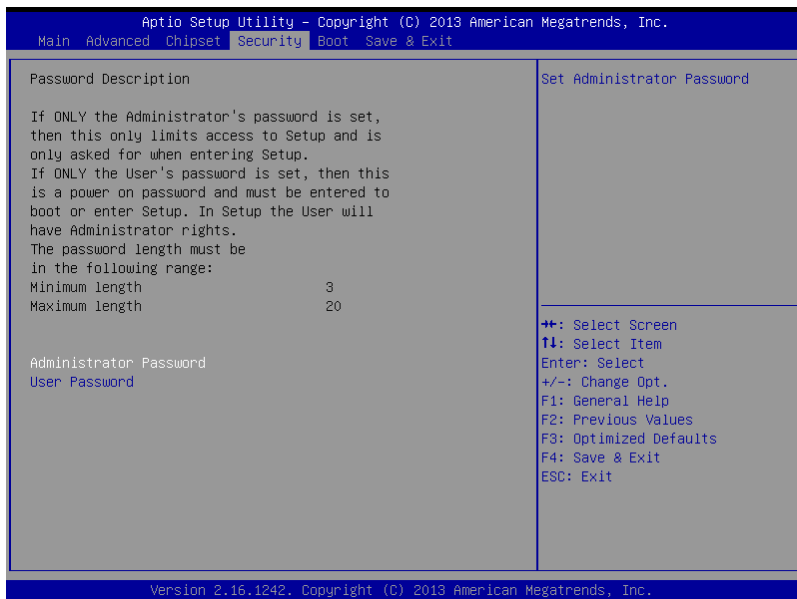 Aptio Setup Utility – Copyright (C) 2013 American Megatrends, Inc.
Main Advanced Chipset Security Boot Save & Exit
Password Description
If ONLY the Administrator's password is set,
then this only limits access to Setup and is
only asked for when entering Setup.
If ONLY the User's password is set, then this
is a power on password and must be entered to
boot or enter Setup. In Setup the User will
have Administrator rights.
The password length must be
in the following range:
Minimum length 3
Maximum length 20
Administrator Password
User Password
Set Administrator Password
→←: Select Screen
↑↓: Select Item
Enter: Select
+/-: Change Opt.
F1: General Help
F2: Previous Values
F3: Optimized Defaults
F4: Save & Exit
ESC: Exit
Version 2.16.1242. Copyright (C) 2013 American Megatrends, Inc.